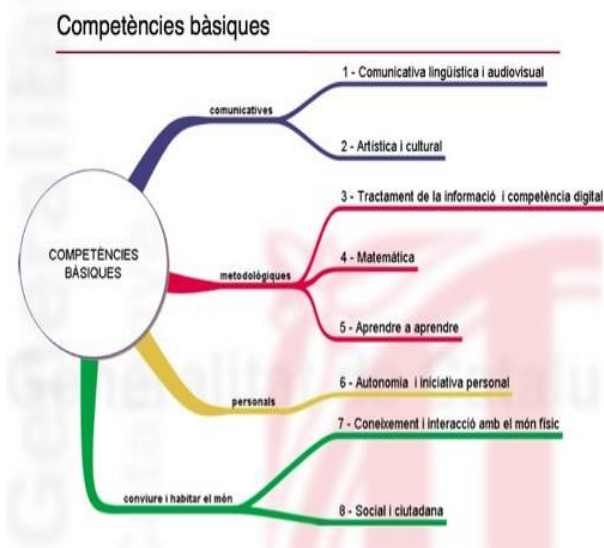 Competències bàsiques
1 - Comunicativa lingüística i audiovisual
comunicatives
2 - Artística i cultural
3 - Tractament de la informació i competència digital
COMPETÈNCIES
BÀSIQUES
4 - Matemàtica
metodològiques
5 - Aprendre a aprendre
6 - Autonomia i iniciativa personal
personals
7 - Coneixement i interacció amb el món físic
conviure i habitar el món
8 - Social i ciutadana